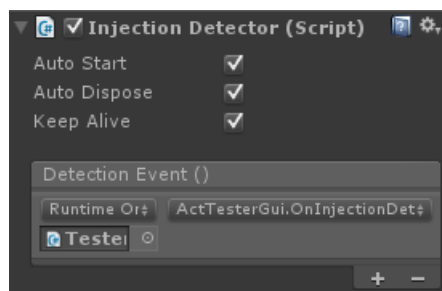 Injection Detector (Script)
Auto Start
Auto Dispose
Keep Alive
Detection Event ()
Runtime Or
ActTesterGui.OnInjectionDet
Tester